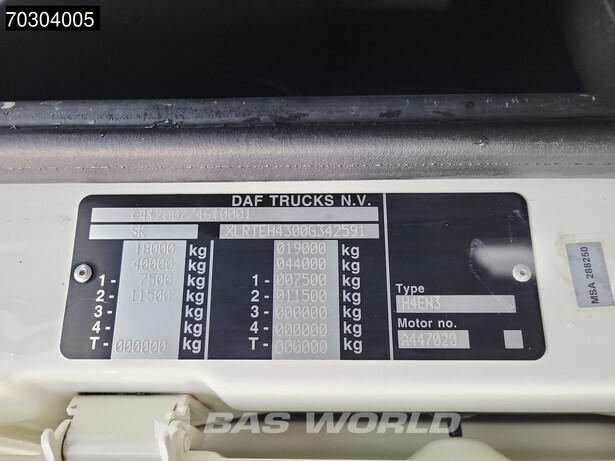 70304005
DAF TRUCKS N.V.
SK XLRTEH4300G342591
18000 kg 019000 kg
40000 kg 044000 kg
1- 7500 kg 1- 007500 kg
2- 11500 kg 2- 011500 kg
3- kg 3- 000000 kg
4- kg 4- 000000 kg
T- 000000 kg T- 000000 kg
Type
H4EN3
Motor no.
A447020
MSA 288250
BAS WORLD